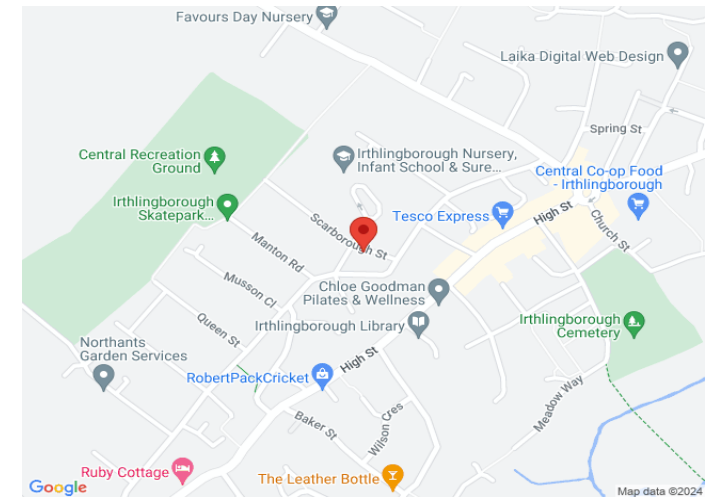 Favours Day Nursery
Laika Digital Web Design
Spring St
Central Recreation
Ground
Irthlingborough Nursery,
Infant School & Sure...
Central Co-op Food
- Irthlingborough
Irthlingborough
Skatepark...
Scarborough St
Tesco Express
High St
Church St
Manton Rd
Musson Cl
Chloe Goodman
Pilates & Wellness
Queen St
Irthlingborough Library
Irthlingborough
Cemetery
Northants
Garden Services
High St
RobertPackCricket
Meadow Way
Baker St
Wilson Cres
Ruby Cottage
The Leather Bottle
Google
Map data ©2024